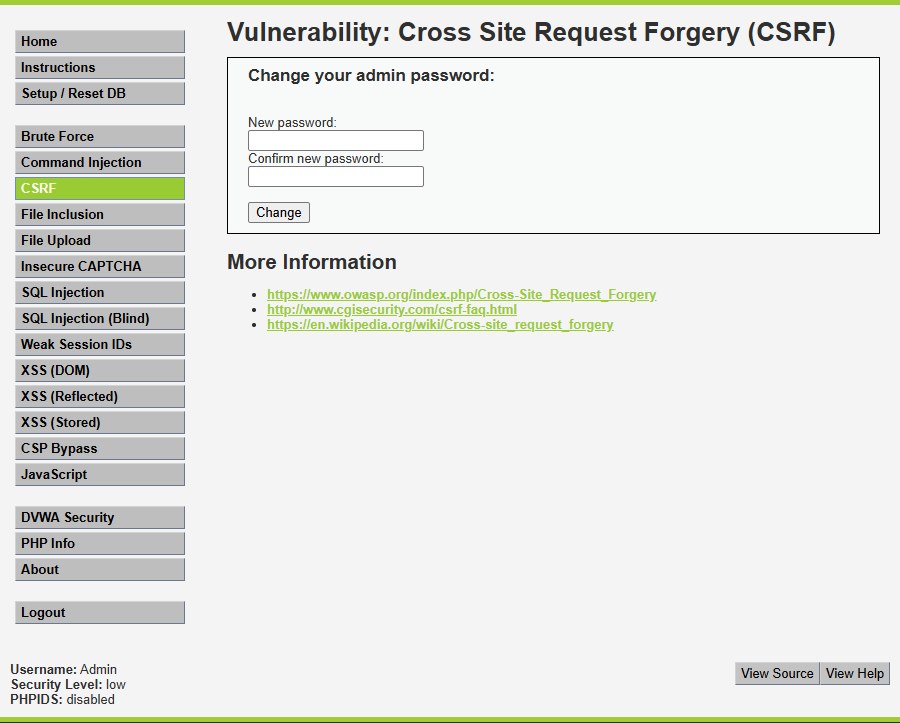 Home
Instructions
Setup / Reset DB
Brute Force
Command Injection
CSRF
File Inclusion
File Upload
Insecure CAPTCHA
SQL Injection
SQL Injection (Blind)
Weak Session IDs
XSS (DOM)
XSS (Reflected)
XSS (Stored)
CSP Bypass
JavaScript
DVWA Security
PHP Info
About
Logout
Vulnerability: Cross Site Request Forgery (CSRF)
Change your admin password:
New password:
Confirm new password:
Change
More Information
https://www.owasp.org/index.php/Cross-Site_Request_Forgery
http://www.cgisecurity.com/csrf-faq.html
https://en.wikipedia.org/wiki/Cross-site_request_forgery
Username: Admin
Security Level: low
PHPIDS: disabled
View Source View Help